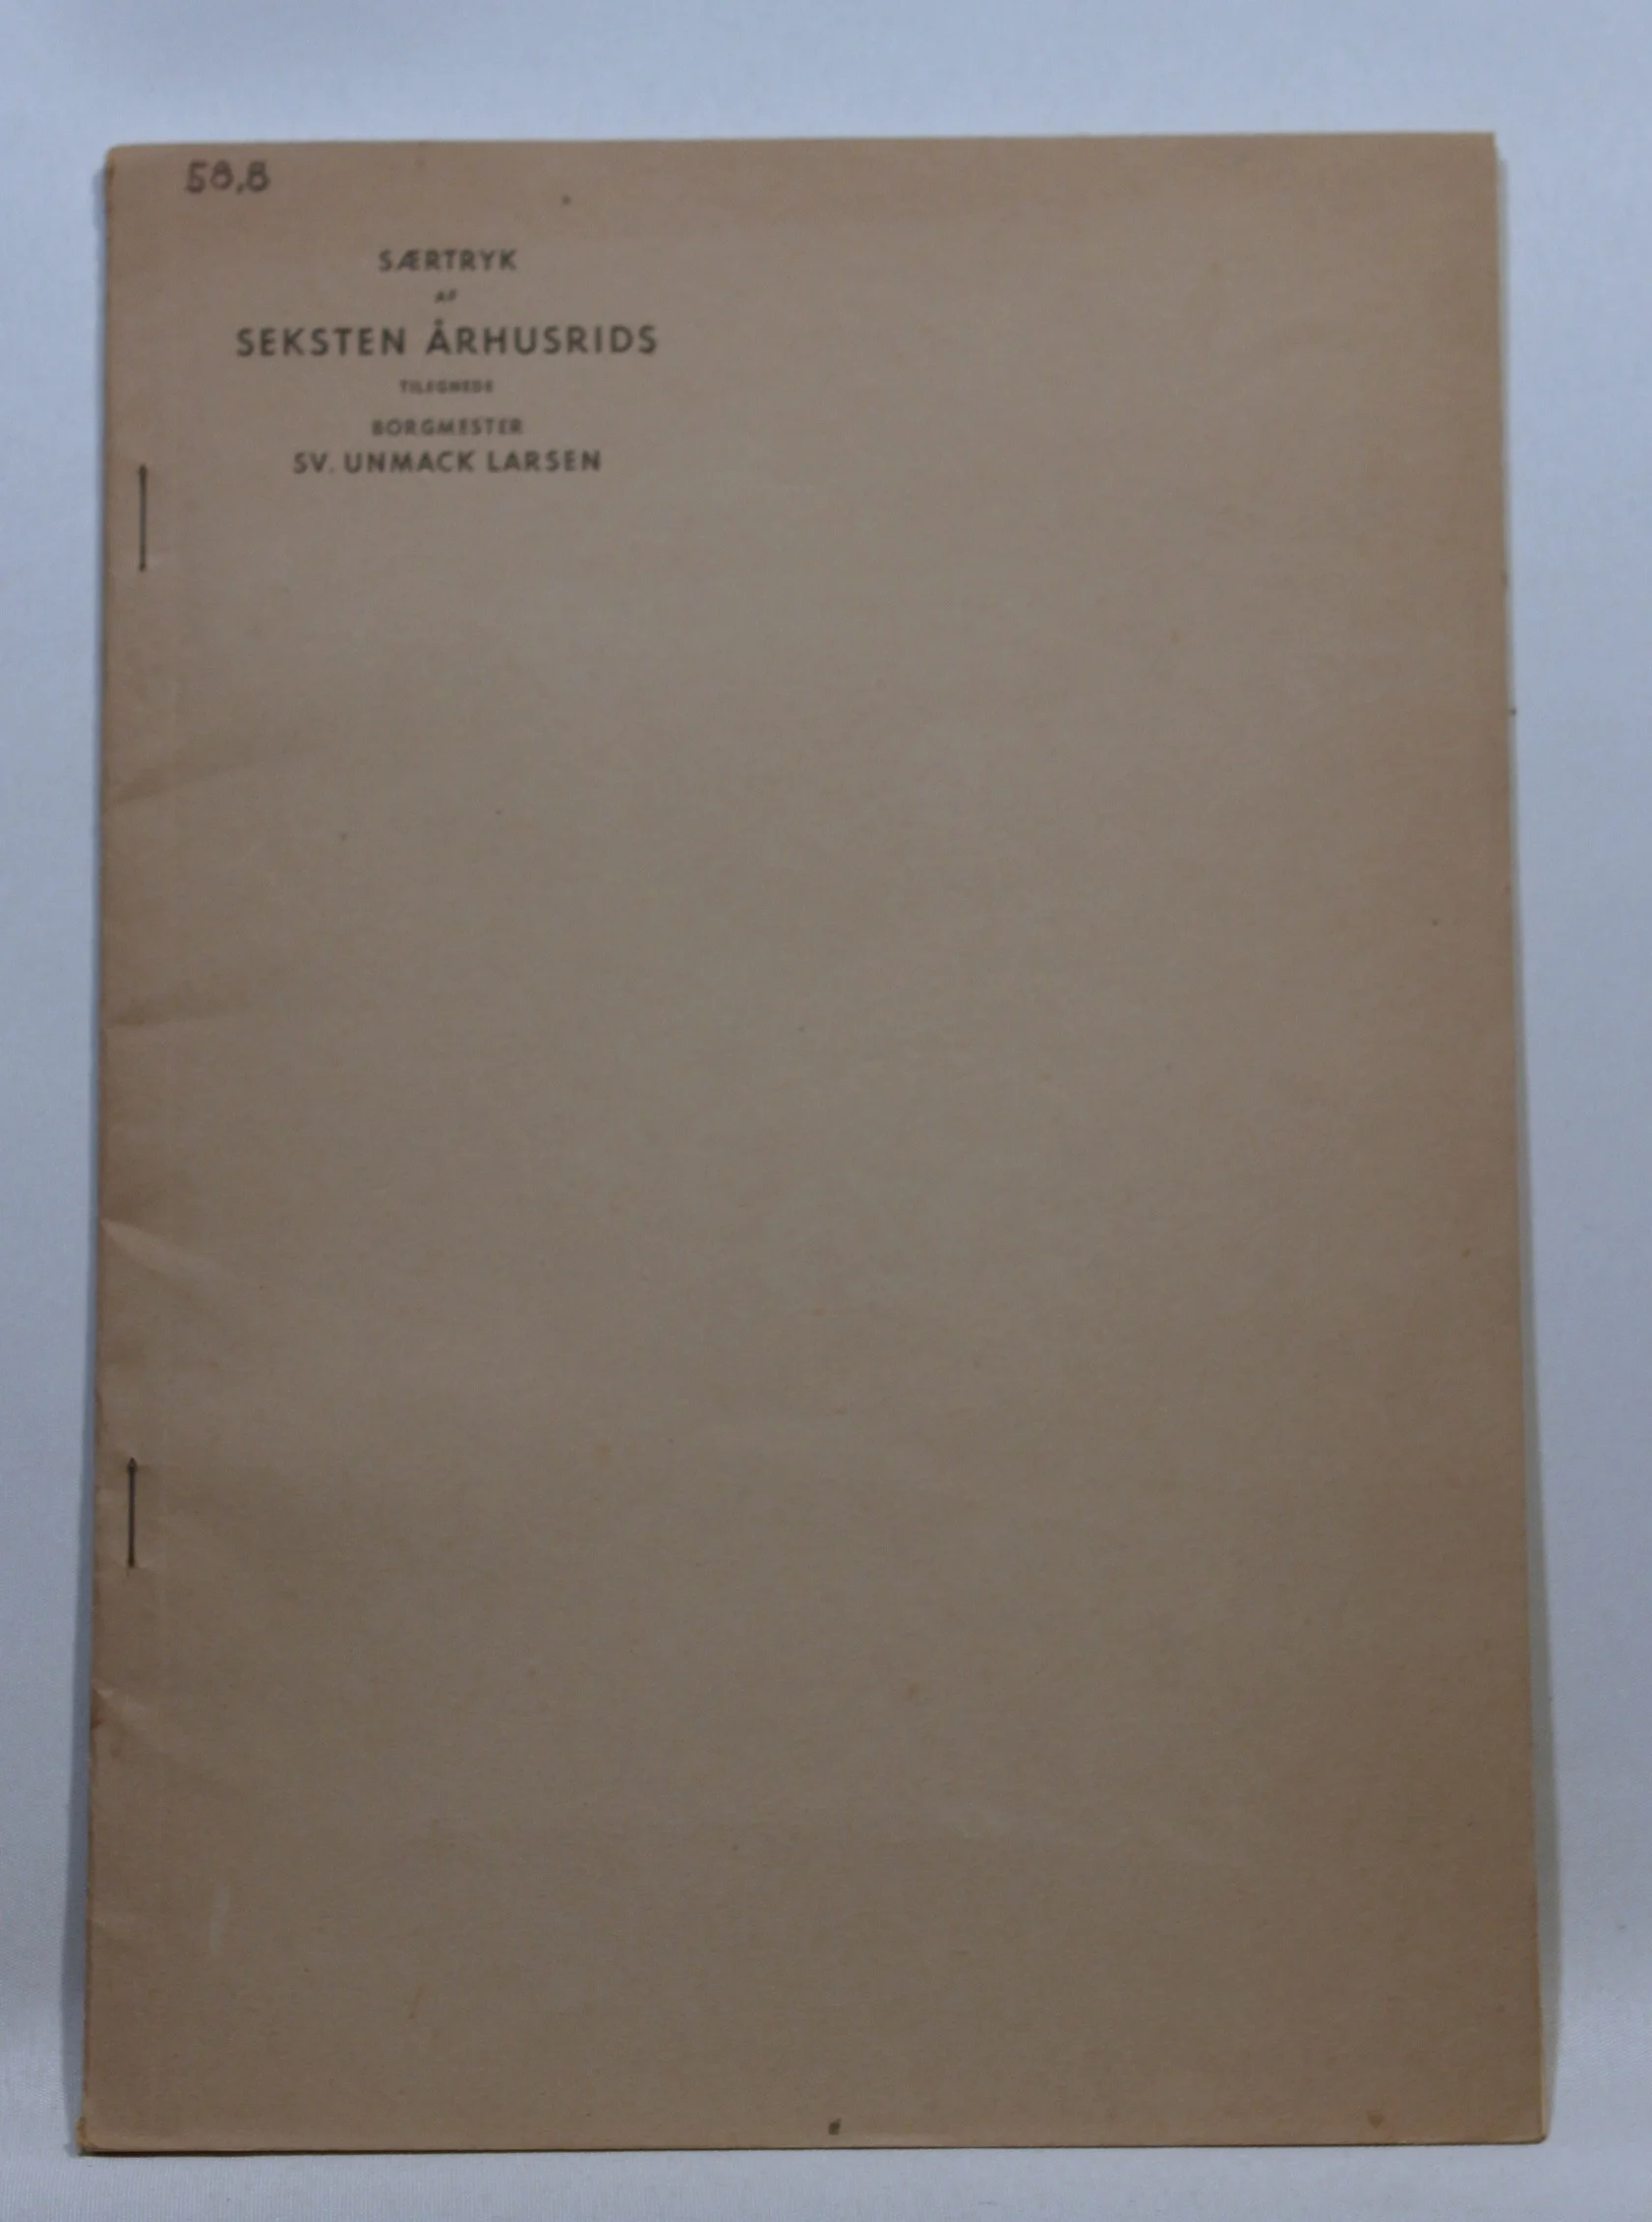 58,8
SÆRTRYK
AF
SEKSTEN ÅRHUSRIDS
TILEGNEDE
BORGMESTER
SV. UNMACK LARSEN